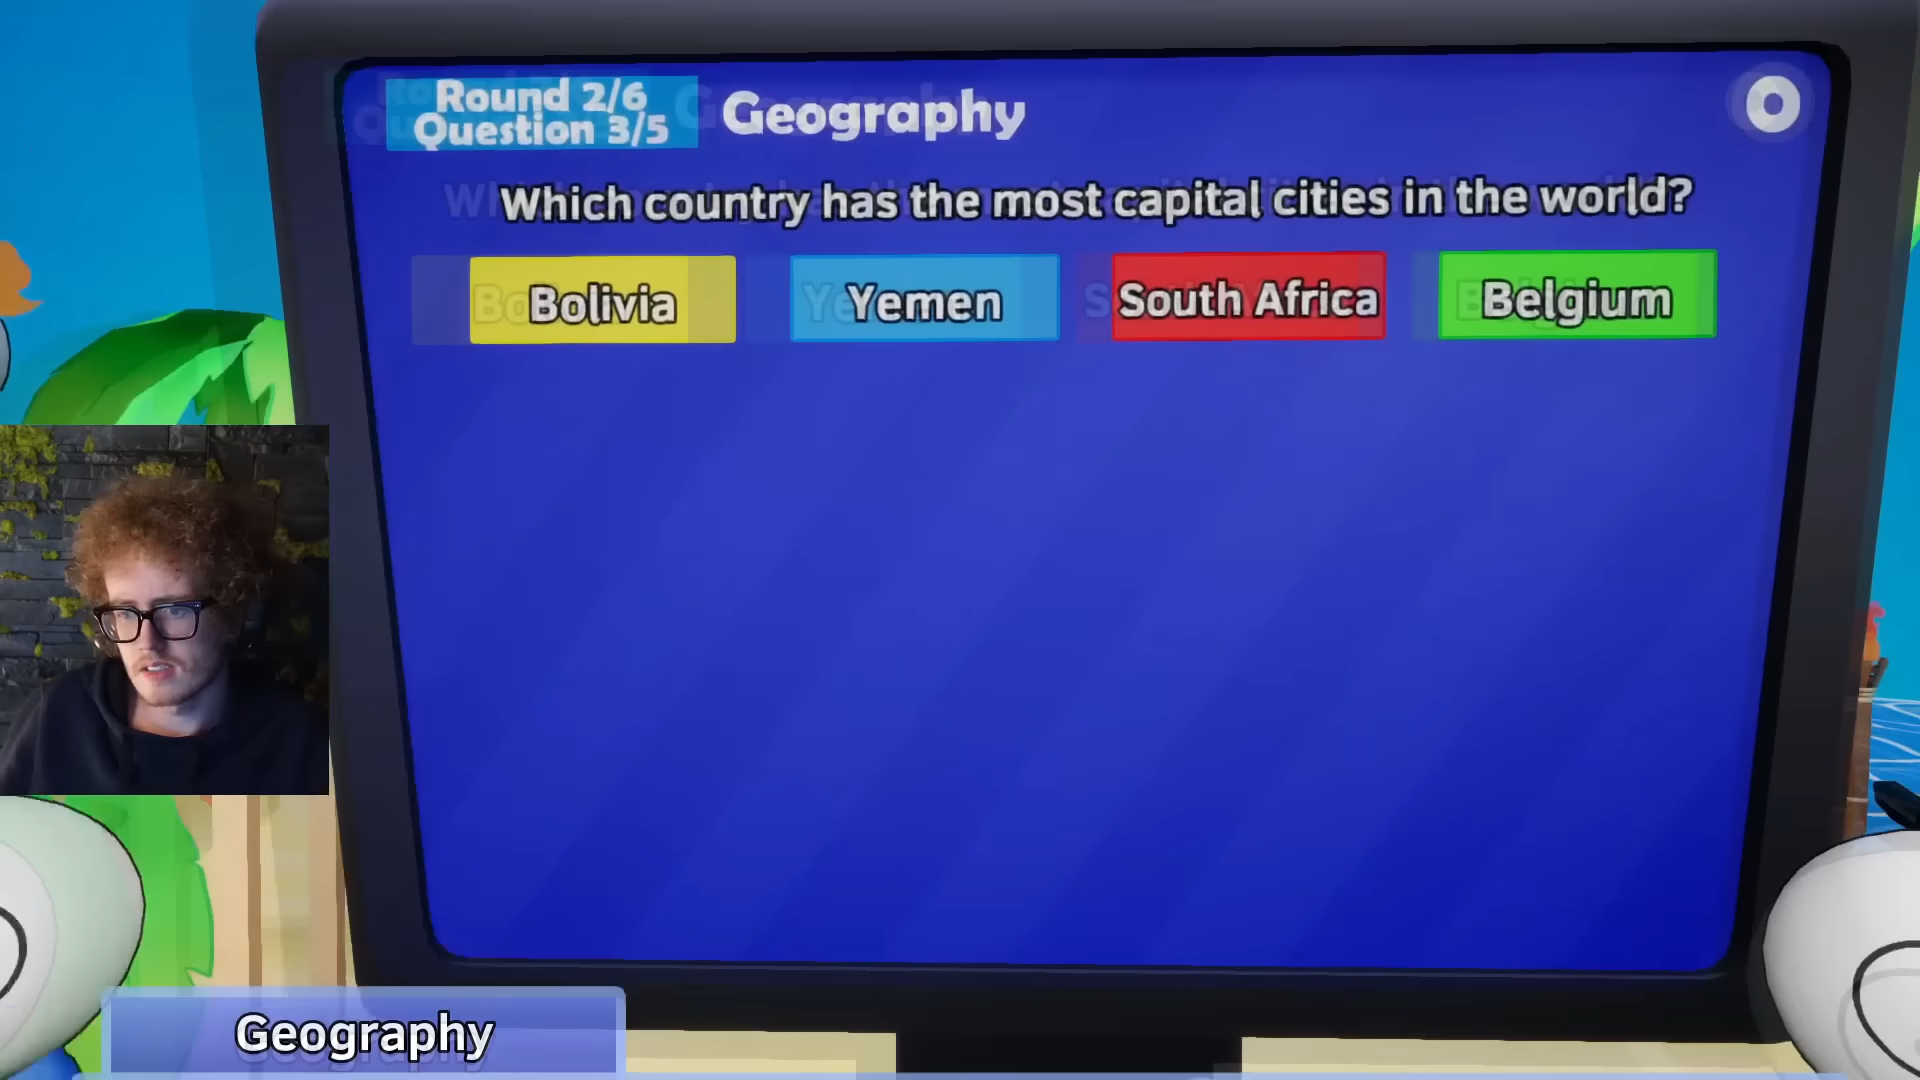 Round 2/6
Question 3/5
Geography
Which country has the most capital cities in the world?
Bolivia
Yemen
South Africa
Belgium
Geography